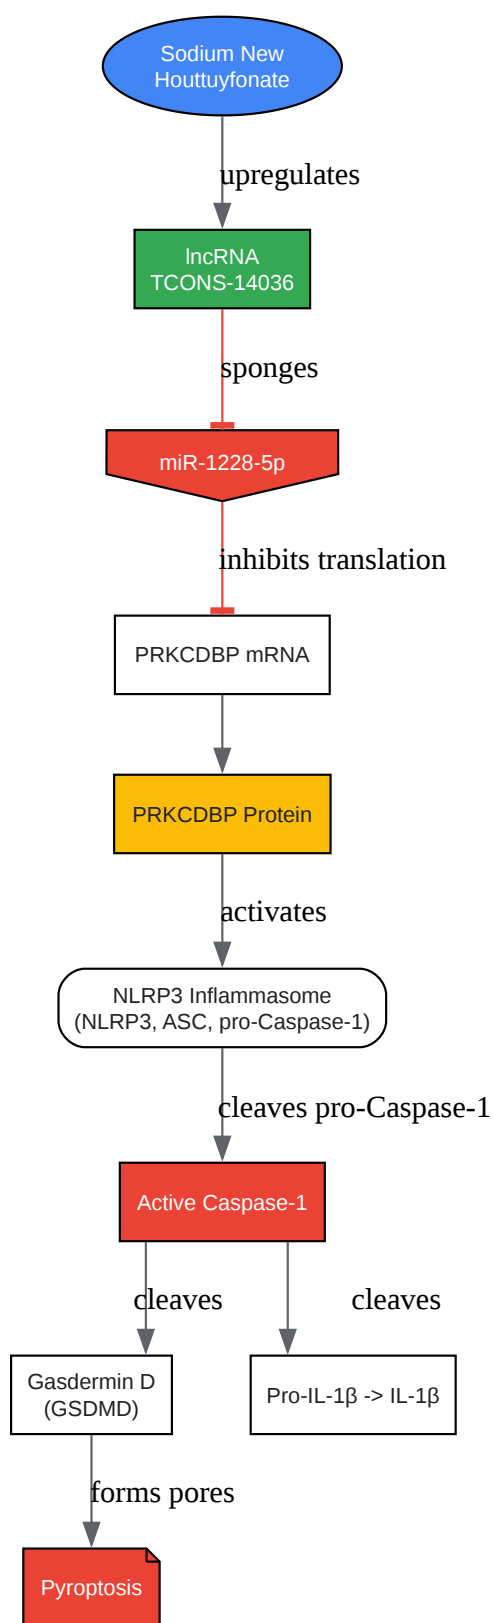 Sodium New
Houttuyfonate
upregulates
lncRNA
TCONS-14036
sponges
miR-1228-5p
inhibits translation
PRKCDBP mRNA
PRKCDBP Protein
activates
NLRP3 Inflammasome
(NLRP3, ASC, pro-Caspase-1)
cleaves pro-Caspase-1
Active Caspase-1
cleaves
cleaves
Gasdermin D
(GSDMD)
Pro-IL-1β -> IL-1β
forms pores
Pyroptosis